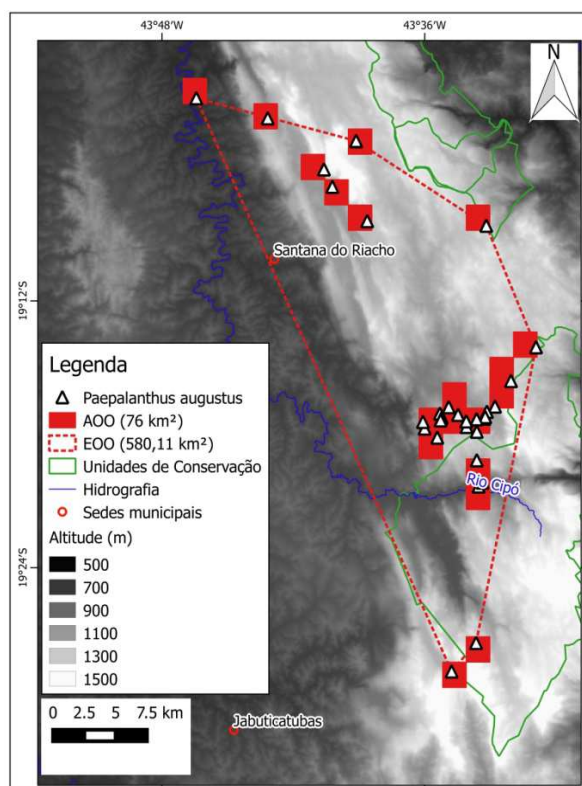 43°48'W 43°36'W
N
Santana do Riacho
19°12'S
Legenda
Paepalanthus augustus
AOO (76 km²)
EOO (580,11 km²)
Unidades de Conservação
Hidrografia
Sedes municipais
Altitude (m)
500
700
900
1100
1300
1500
Rio Cipó
19°24'S
0 2.5 5 7.5 km
Jabuticatubas